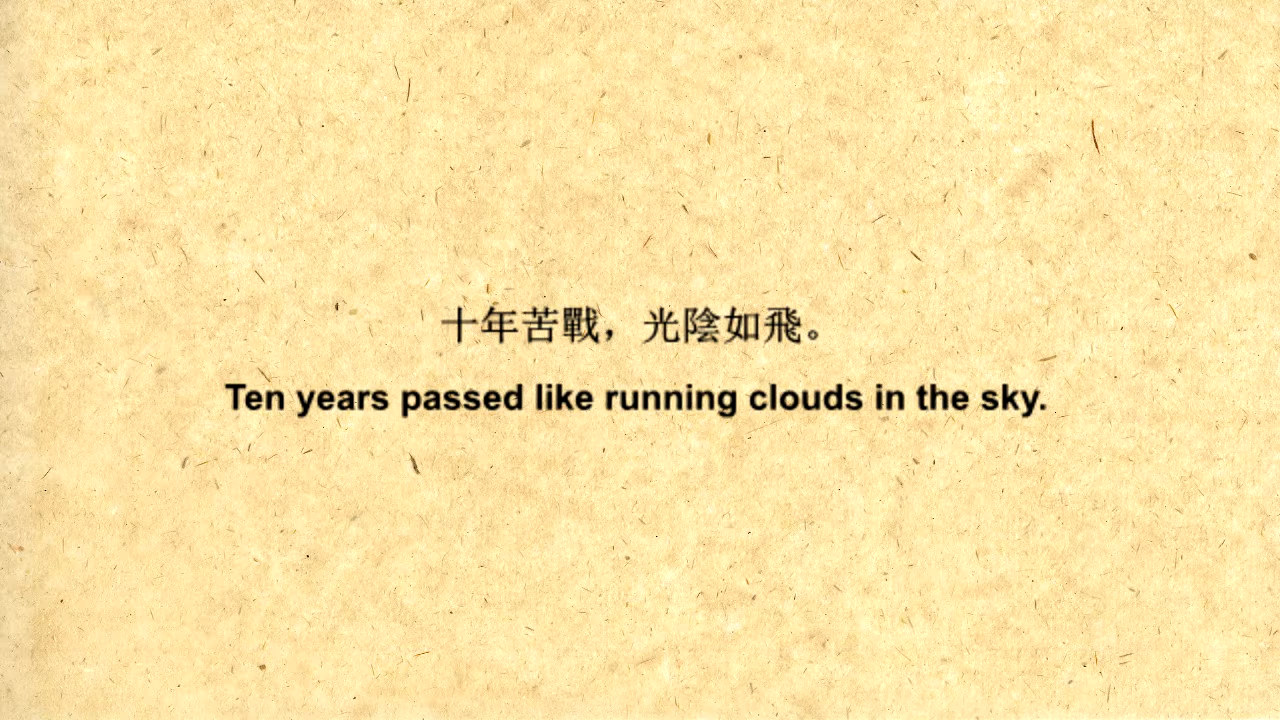 十年苦戰，光陰如飛。
Ten years passed like running clouds in the sky.